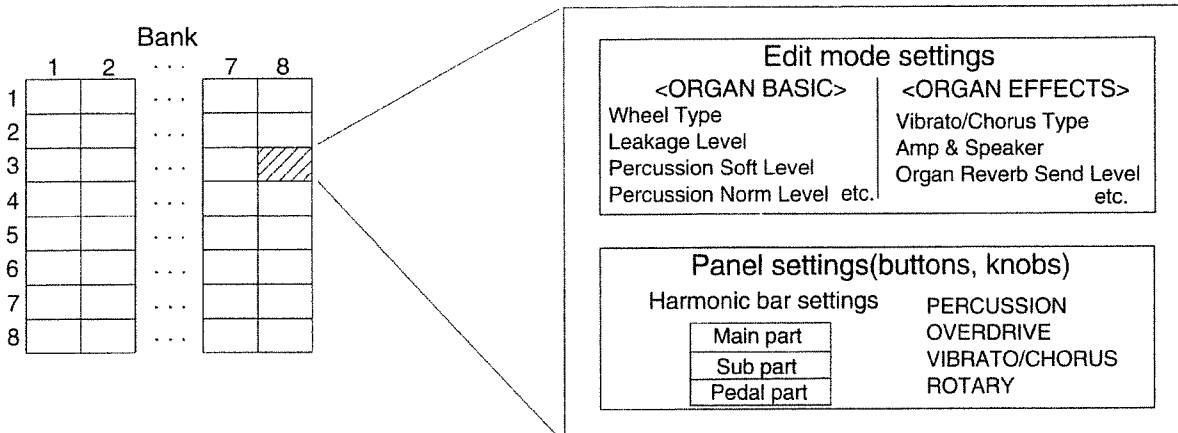 Bank
1 2 ... 7 8
1 ...
2 ...
3 ...
4 ...
5 ...
6 ...
7 ...
8 ...
Edit mode settings
<ORGAN BASIC>
Wheel Type
Leakage Level
Percussion Soft Level
Percussion Norm Level etc.
<ORGAN EFFECTS>
Vibrato/Chorus Type
Amp & Speaker
Organ Reverb Send Level
etc.
Panel settings(buttons, knobs)
Harmonic bar settings
Main part
Sub part
Pedal part
PERCUSSION
OVERDRIVE
VIBRATO/CHORUS
ROTARY